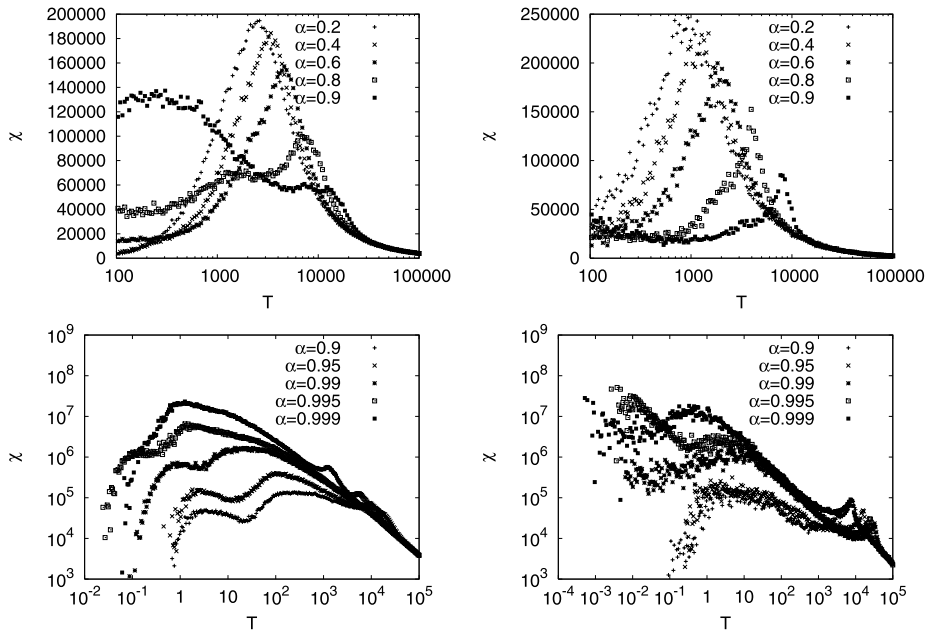 200000
180000
160000
140000
120000
100000
80000
60000
40000
20000
0
χ
100 1000 10000 100000
T
α=0.2
α=0.4
α=0.6
α=0.8
α=0.9
250000
200000
150000
100000
50000
0
χ
100 1000 10000 100000
T
α=0.2
α=0.4
α=0.6
α=0.8
α=0.9
10⁹
10⁸
10⁷
10⁶
10⁵
10⁴
10³
χ
10⁻² 10⁻¹ 1 10 10² 10³ 10⁴ 10⁵
T
α=0.9
α=0.95
α=0.99
α=0.995
α=0.999
10⁹
10⁸
10⁷
10⁶
10⁵
10⁴
10³
χ
10⁻⁴ 10⁻³ 10⁻² 10⁻¹ 1 10 10² 10³ 10⁴ 10⁵
T
α=0.9
α=0.95
α=0.99
α=0.995
α=0.999